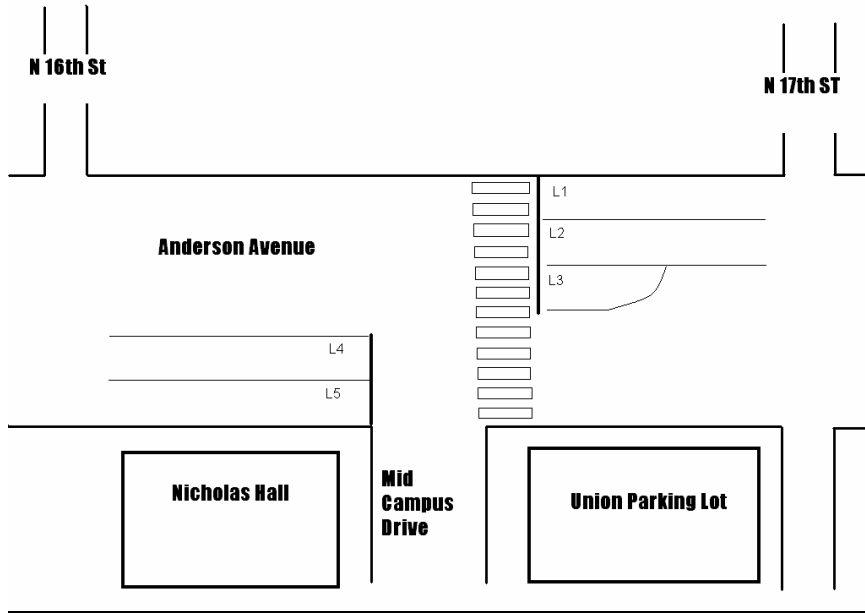 N 16th St
N 17th ST
L1
L2
Anderson Avenue
L3
L4
L5
Nicholas Hall
Mid
Campus
Drive
Union Parking Lot